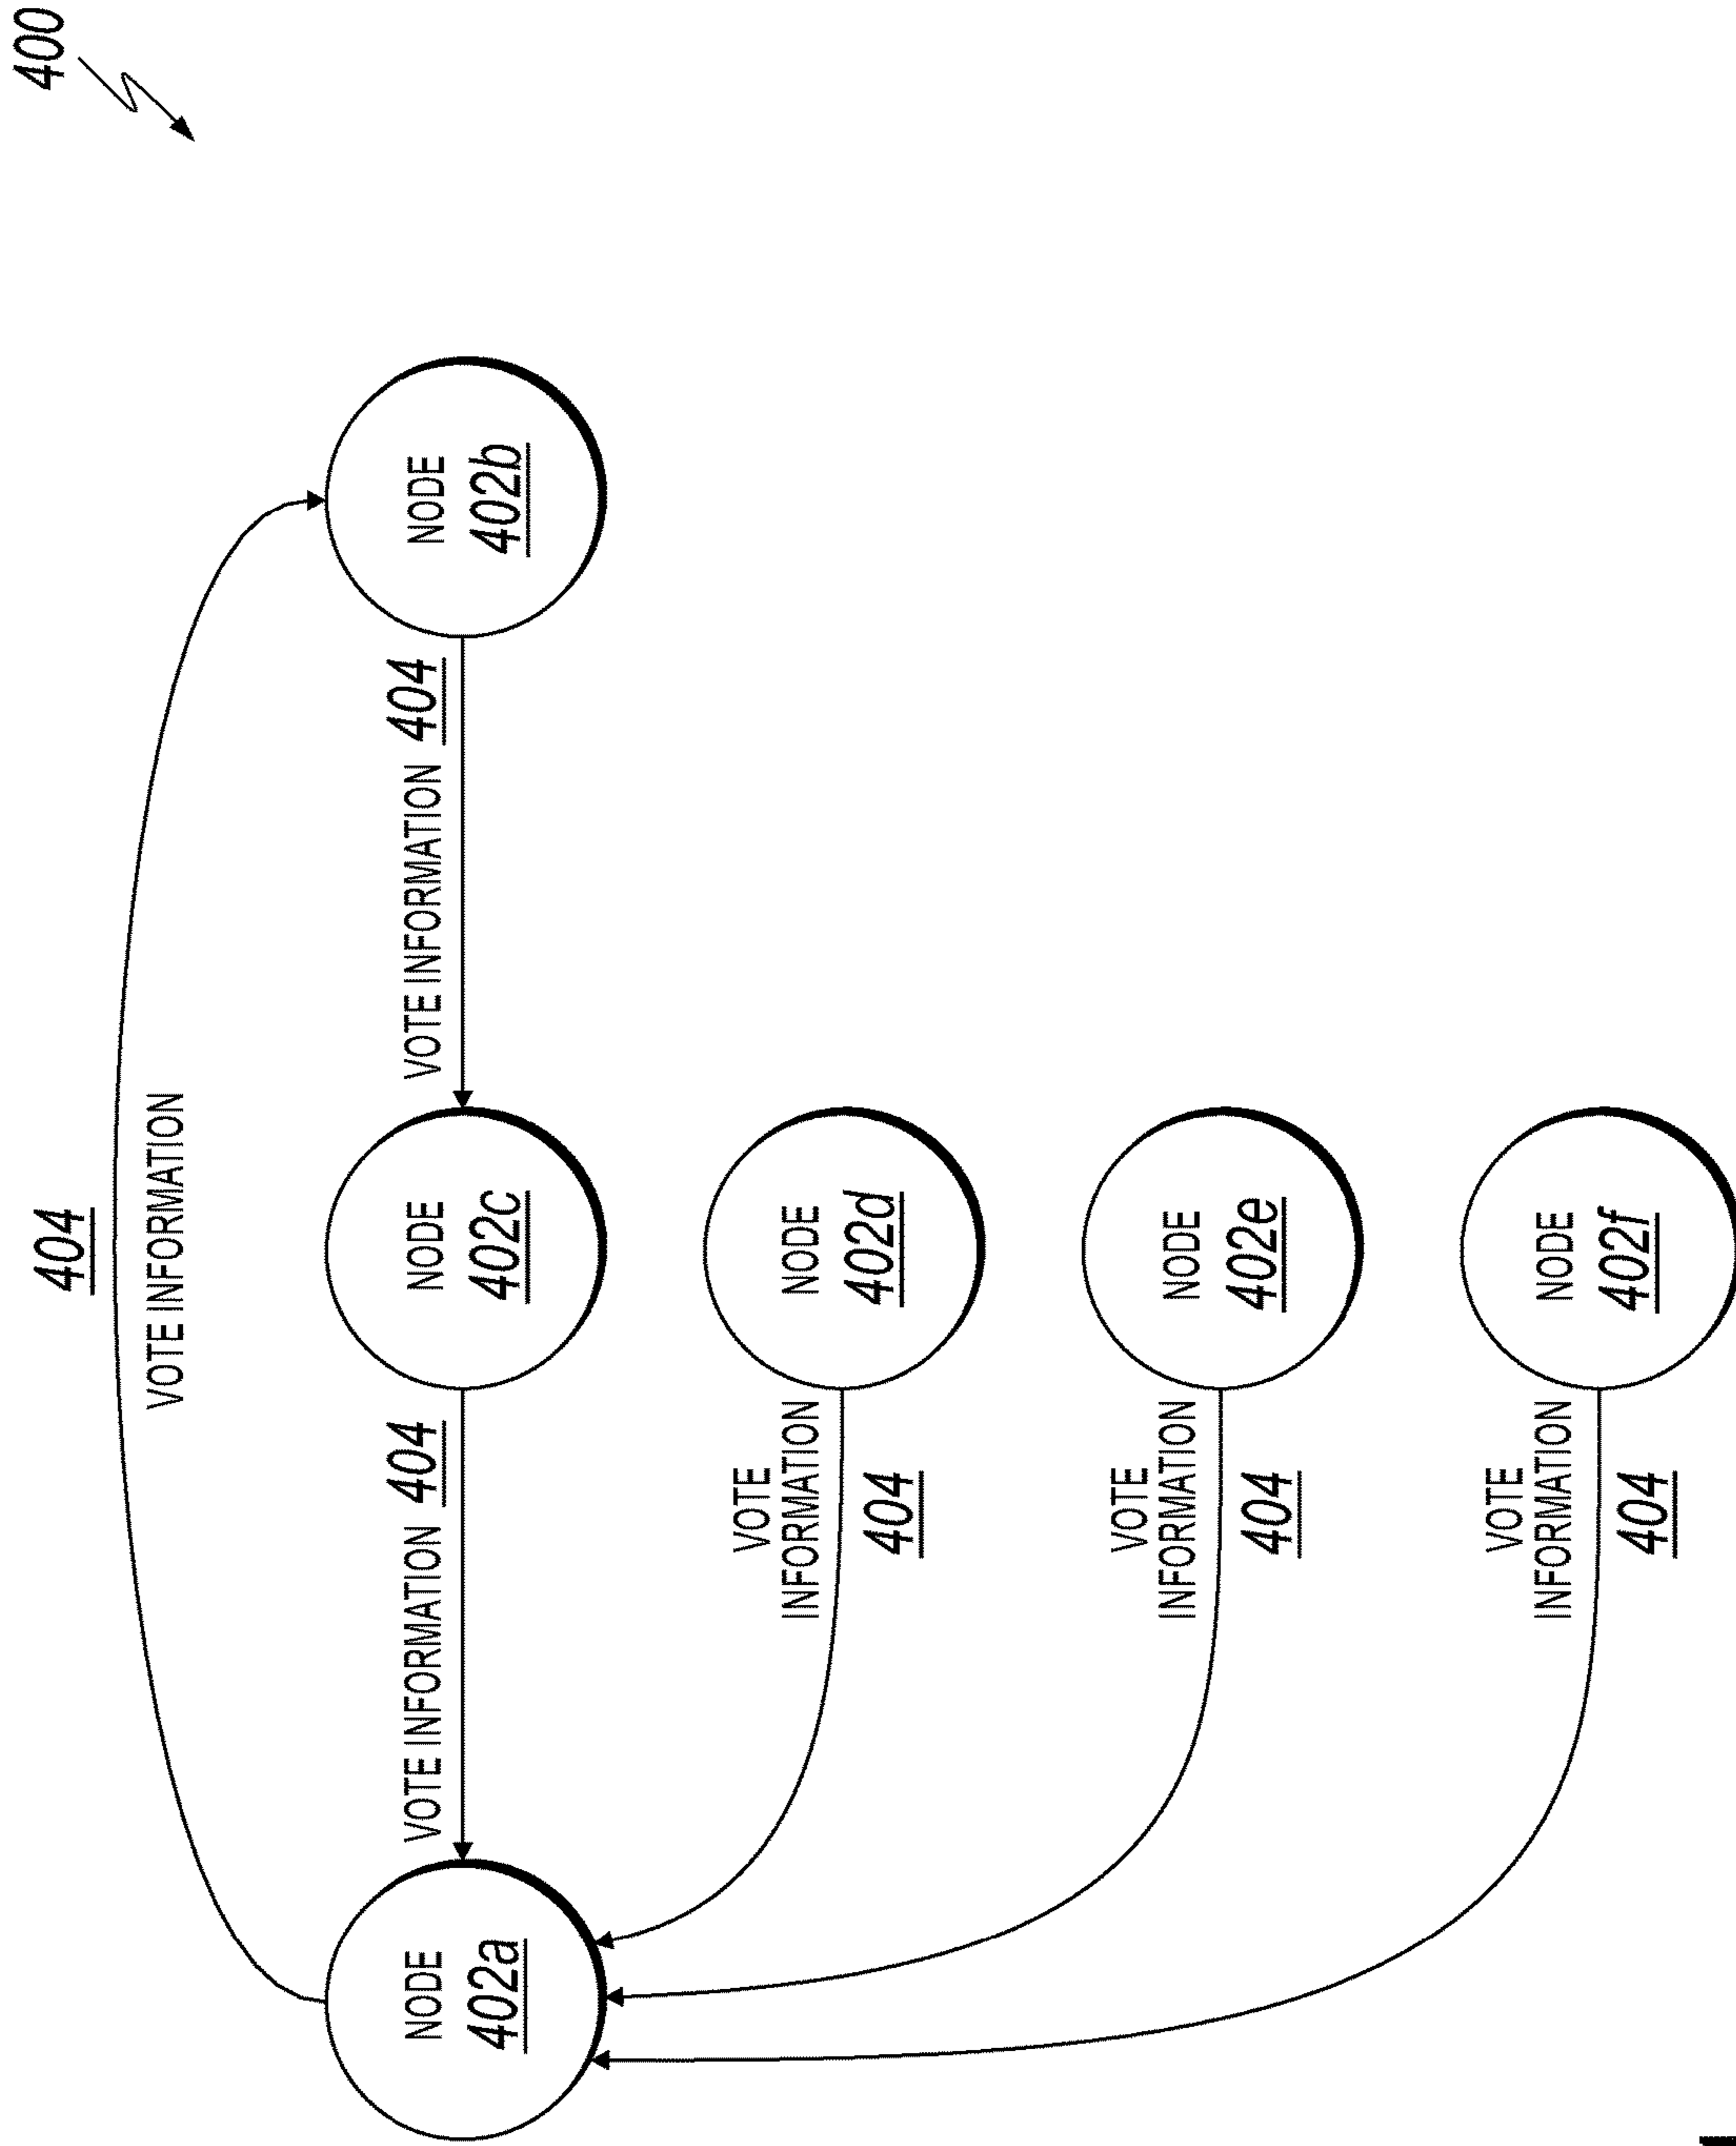 400
404
VOTE INFORMATION
NODE
402a
VOTE INFORMATION 404
NODE
402c
VOTE INFORMATION 404
NODE
402b
VOTE
INFORMATION
404
NODE
402d
VOTE
INFORMATION
404
NODE
402e
VOTE
INFORMATION
404
NODE
402f